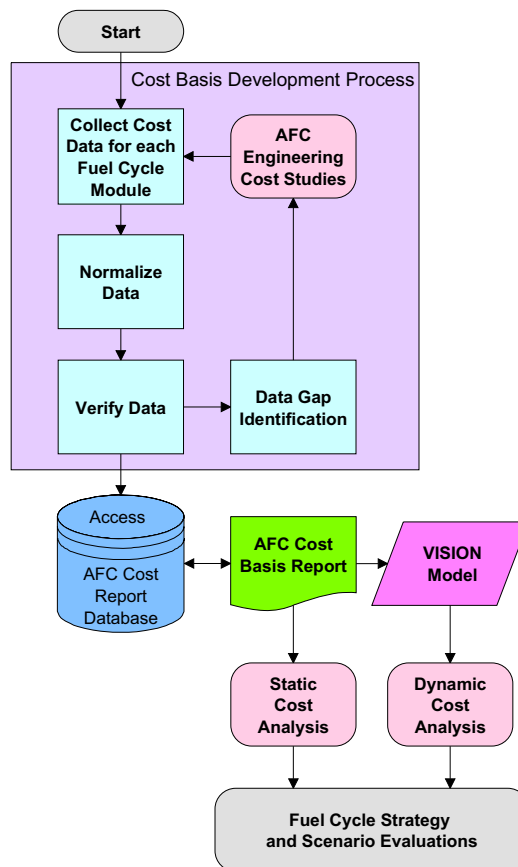 Start
Cost Basis Development Process
Collect Cost
Data for each
Fuel Cycle
Module
AFC
Engineering
Cost Studies
Normalize
Data
Verify Data
Data Gap
Identification
Access
AFC Cost
Report
Database
AFC Cost
Basis Report
VISION
Model
Static
Cost
Analysis
Dynamic
Cost
Analysis
Fuel Cycle Strategy
and Scenario Evaluations